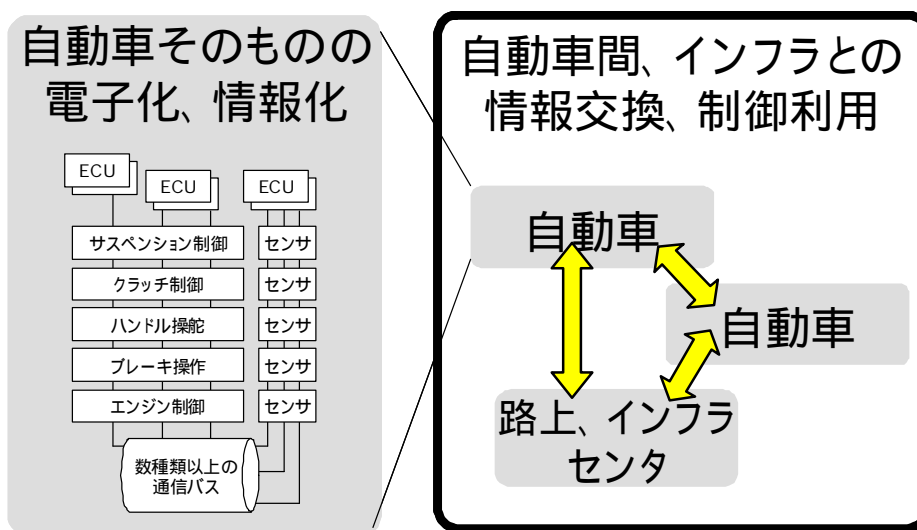 自動車そのものの
電子化、情報化
ECU
ECU
ECU
サスペンション制御
センサ
クラッチ制御
センサ
ハンドル操舵
センサ
ブレーキ操作
センサ
エンジン制御
センサ
数種類以上の
通信バス
自動車間、インフラとの
情報交換、制御利用
自動車
自動車
路上、インフラ
センタ